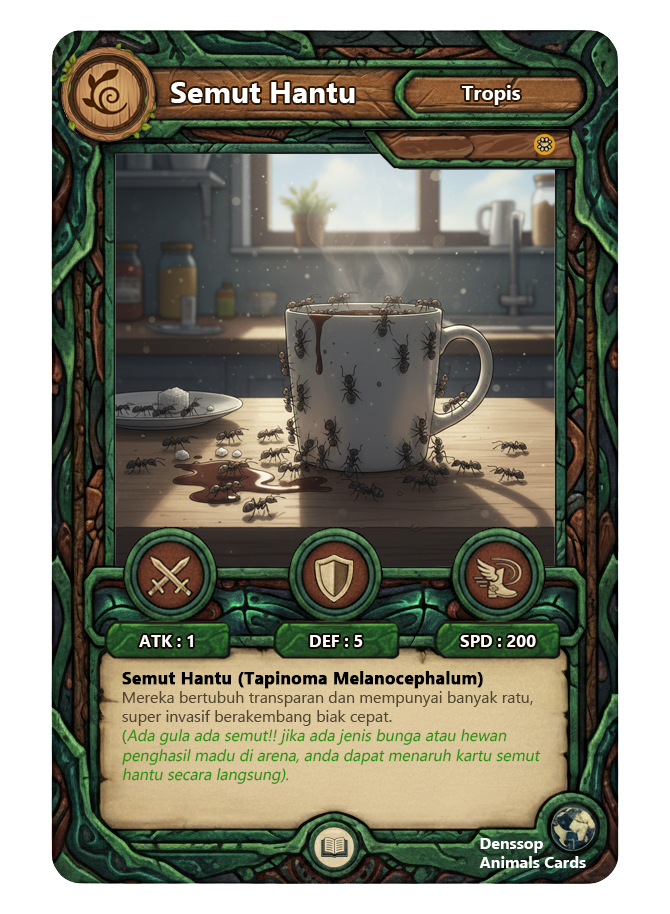 Semut Hantu
Tropis
ATK : 1
DEF : 5
SPD : 200
Semut Hantu (Tapinoma Melanocephalum)
Mereka bertubuh transparan dan mempunyai banyak ratu,
super invasif berakembang biak cepat.
(Ada gula ada semut!! jika ada jenis bunga atau hewan
penghasil madu di arena, anda dapat menaruh kartu semut
hantu secara langsung).
Denssop
Animals Cards